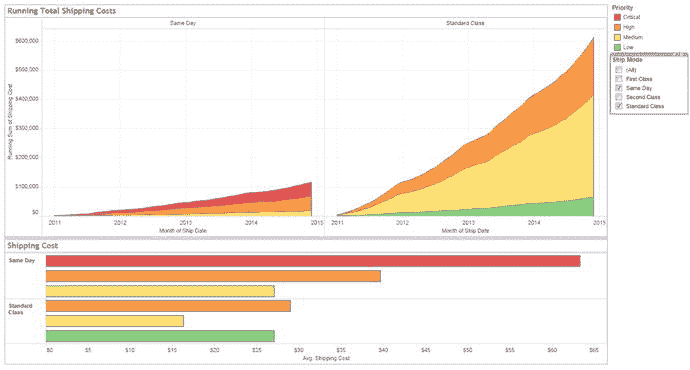 Running Total Shipping Costs
Same Day
Standard Class
$600,000
$500,000
$400,000
$300,000
$200,000
$100,000
$0
Running Sum of Shipping Cost
2011 2012 2013 2014 2015
2011 2012 2013 2014 2015
Month of Ship Date
Month of Ship Date
Priority
Critical
High
Medium
Low
Ship Mode
(All)
First Class
Same Day
Second Class
Standard Class
Shipping Cost
Same Day
Standard
Class
$0 $5 $10 $15 $20 $25 $30 $35 $40 $45 $50 $55 $60 $65
Avg. Shipping Cost